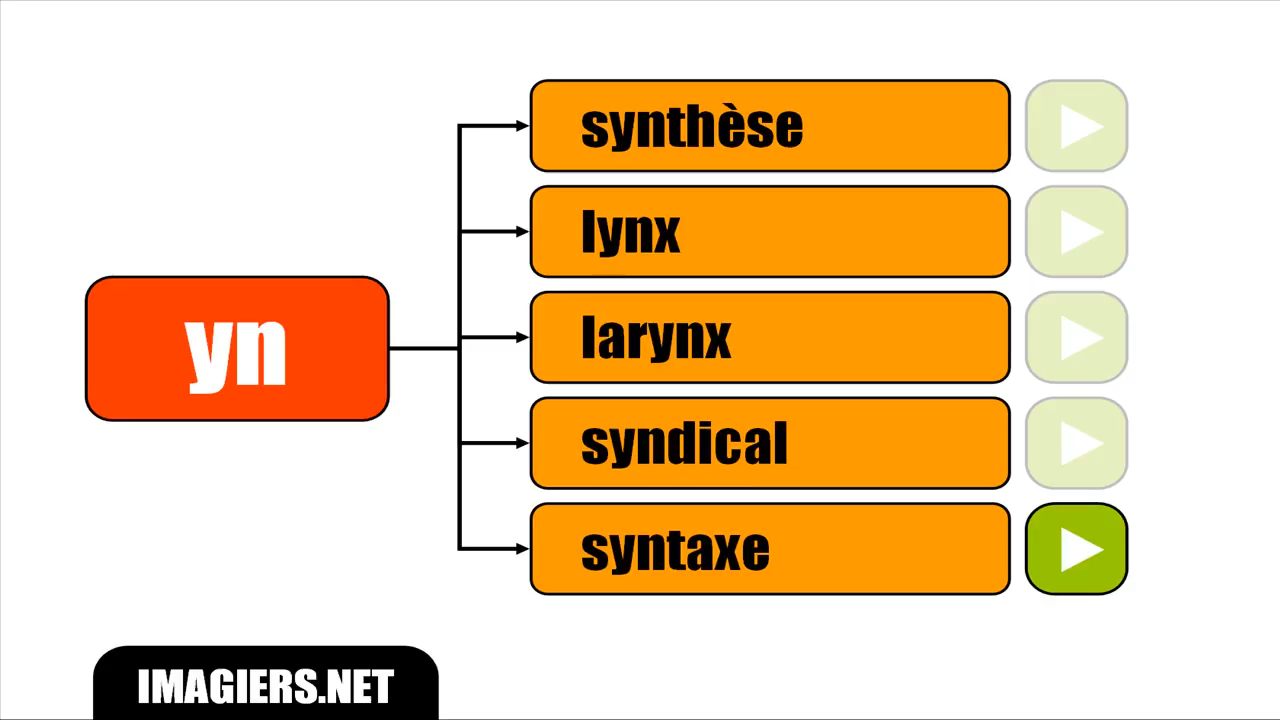 yn
synthèse
lynx
larynx
syndical
syntaxe
IMAGIERS.NET